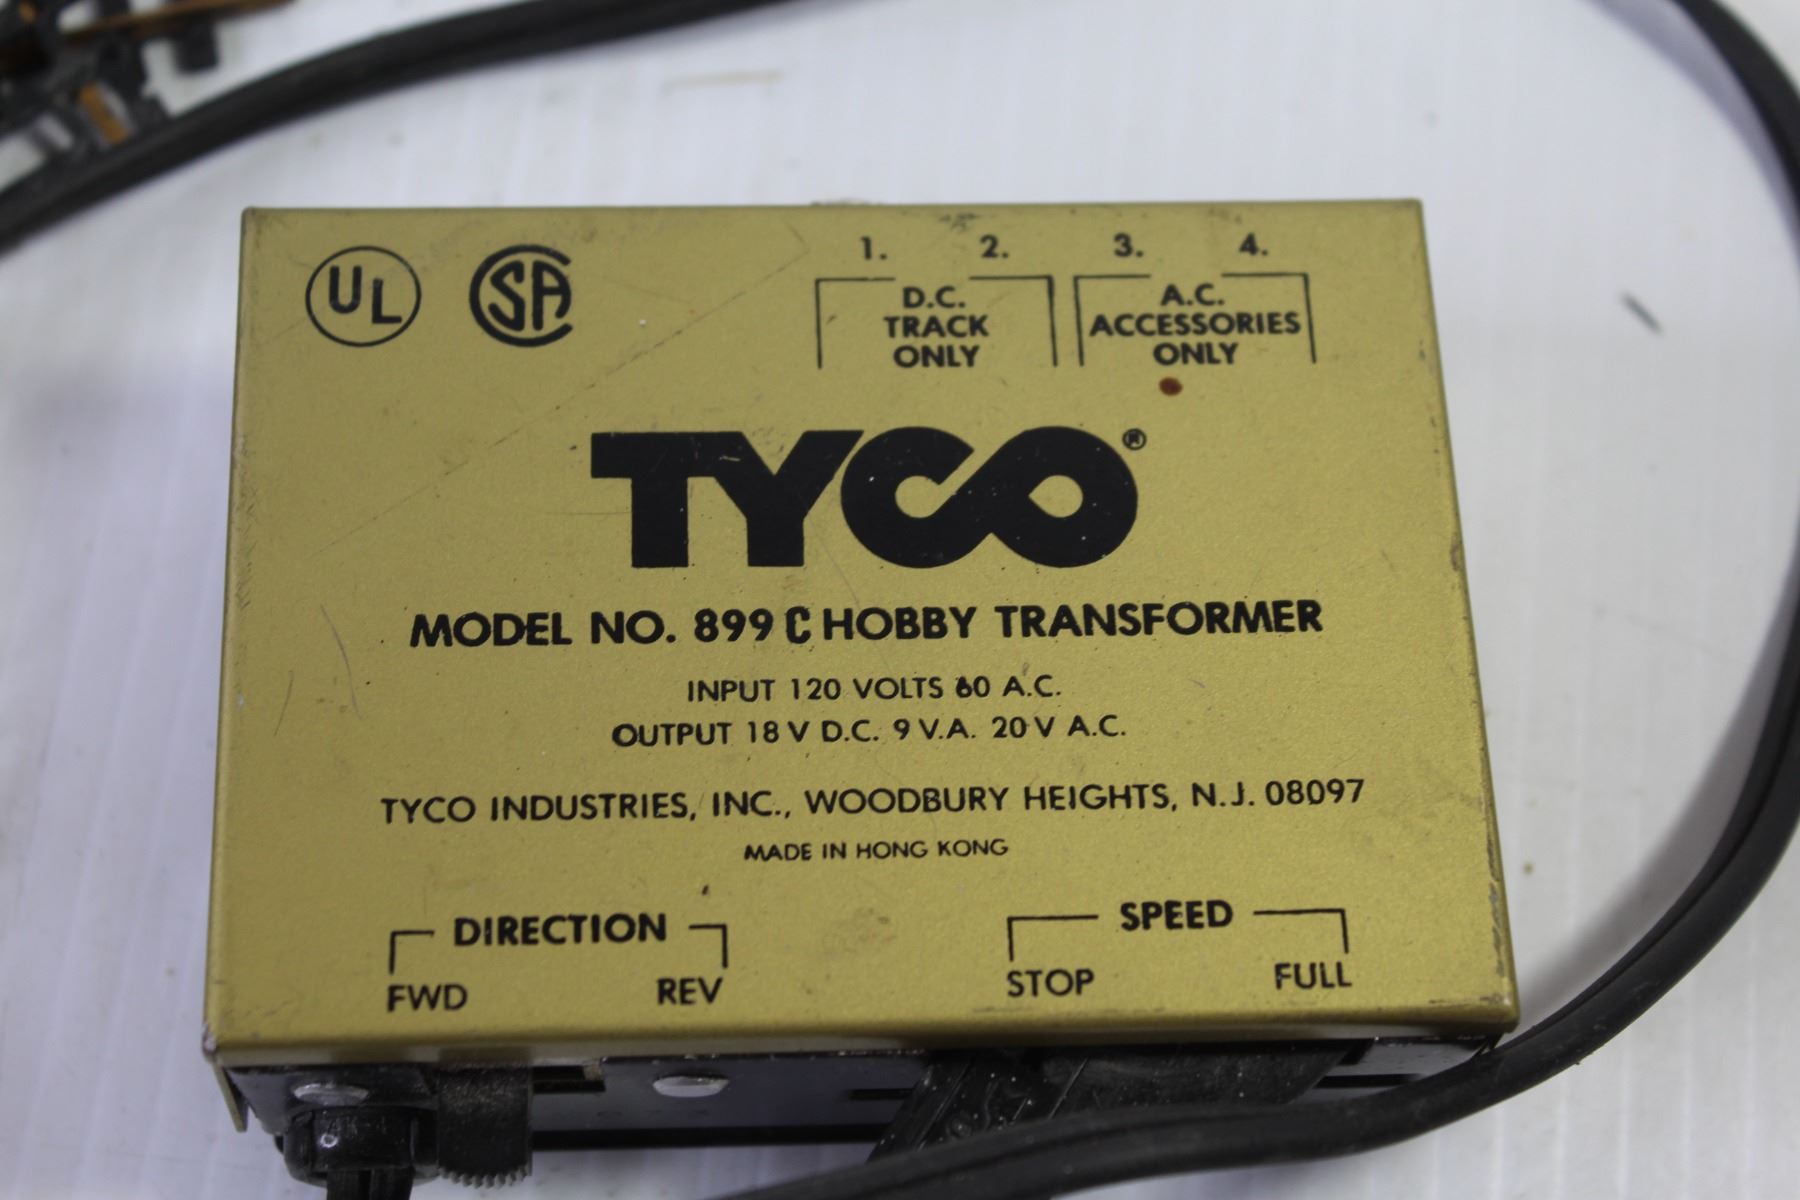 UL SA 1. 2. 3. 4.
D.C. TRACK ONLY
A.C. ACCESSORIES ONLY
TYCO®
MODEL NO. 899 C HOBBY TRANSFORMER
INPUT 120 VOLTS 60 A.C.
OUTPUT 18 V D.C. 9 V.A. 20 V A.C.
TYCO INDUSTRIES, INC., WOODBURY HEIGHTS, N.J. 08097
MADE IN HONG KONG
DIRECTION
FWD REV
SPEED
STOP FULL